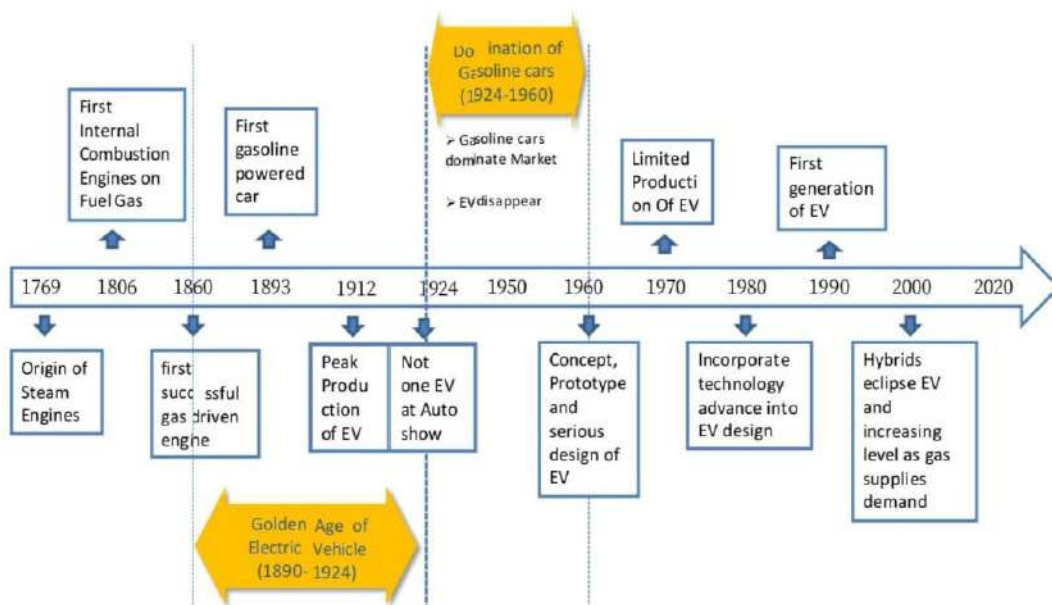 Do ination of
Gasoline cars
(1924-1960)
First
Internal
Combustion
Engines on
Fuel Gas
First
gasoline
powered
car
➢ Gasoline cars
dominate Market
➢ EV disappear
Limited
Producti
on Of EV
First
generation
of EV
1769 1806 1860 1893 1912 1924 1950 1960 1970 1980 1990 2000 2020
Origin of
Steam
Engines
first
succ ssful
gas driven
engine
Peak
Produ
ction
of EV
Not
one EV
at Auto
show
Concept,
Prototype
and
serious
design of
EV
Incorporate
technology
advance into
EV design
Hybrids
eclipse EV
and
increasing
level as gas
supplies
demand
Golden Age of
Electric Vehicle
(1890-1924)